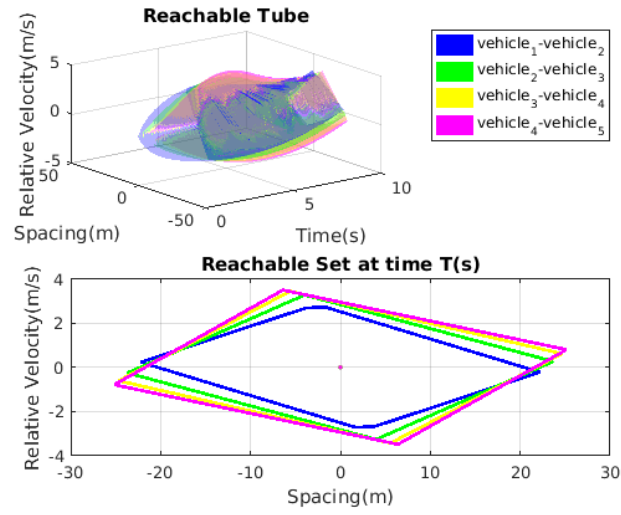 Reachable Tube
Relative Velocity(m/s)
5
0
-5
50
0
-50
Spacing(m)
0
5
10
Time(s)
vehicle₁-vehicle₂
vehicle₂-vehicle₃
vehicle₃-vehicle₄
vehicle₄-vehicle₅
Reachable Set at time T(s)
Relative Velocity(m/s)
4
2
0
-2
-4
-30
-20
-10
0
10
20
30
Spacing(m)